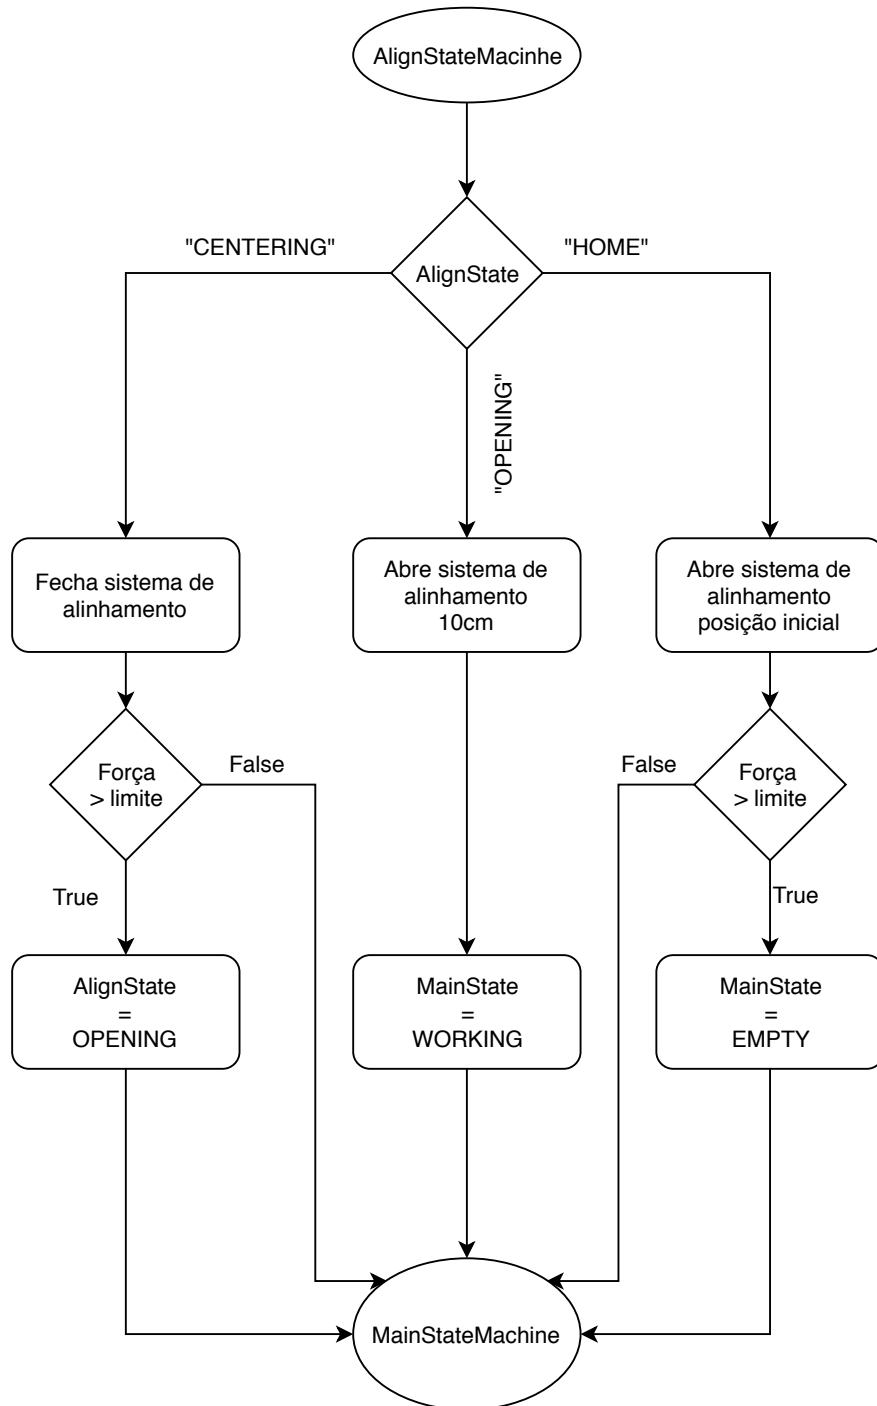 AlignStateMacinhe
"CENTERING"
"HOME"
AlignState
"OPENING"
Fecha sistema de
alinhamento
Abre sistema de
alinhamento
10cm
Abre sistema de
alinhamento
posição inicial
Força
> limite
False
False
Força
> limite
True
True
AlignState
=
OPENING
MainState
=
WORKING
MainState
=
EMPTY
MainStateMachine